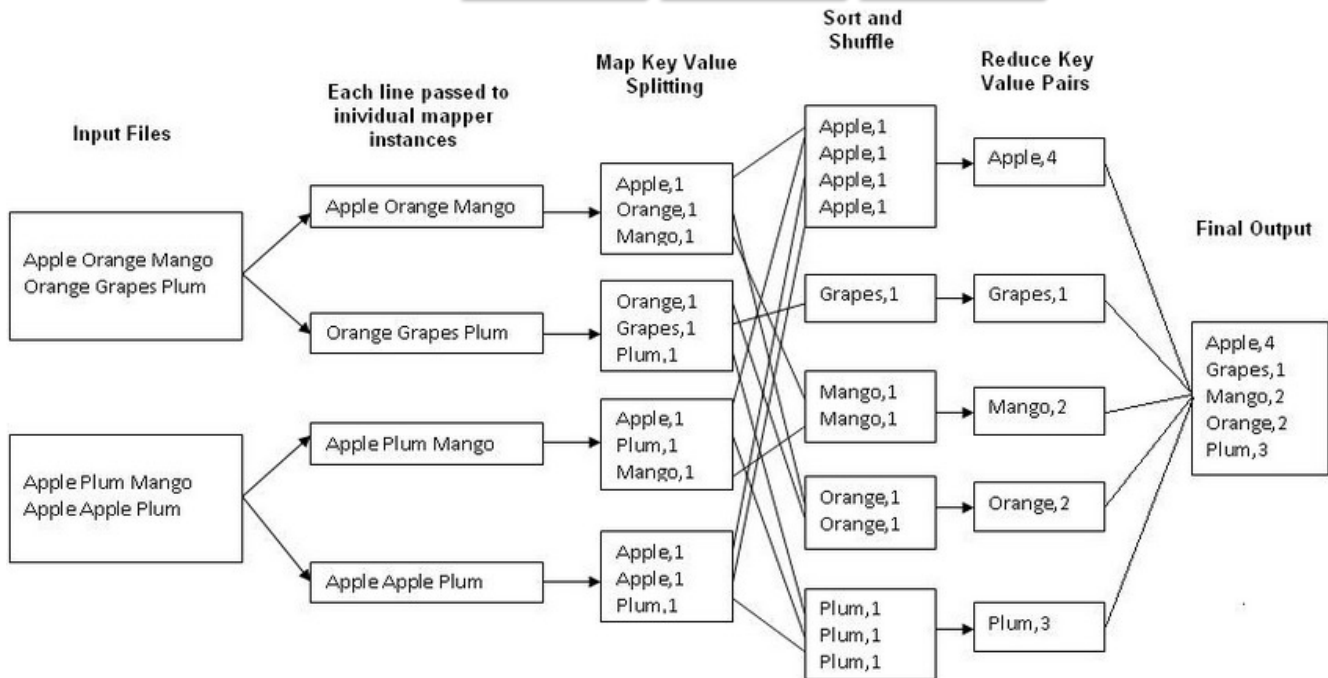 Input Files
Apple Orange Mango
Orange Grapes Plum
Apple Plum Mango
Apple Apple Plum
Each line passed to
inividual mapper
instances
Apple Orange Mango
Orange Grapes Plum
Apple Plum Mango
Apple Apple Plum
Map Key Value
Splitting
Apple,1
Orange,1
Mango,1
Orange,1
Grapes,1
Plum,1
Apple,1
Plum,1
Mango,1
Apple,1
Apple,1
Plum,1
Sort and
Shuffle
Apple,1
Apple,1
Apple,1
Apple,1
Grapes,1
Mango,1
Mango,1
Orange,1
Orange,1
Plum,1
Plum,1
Plum,1
Reduce Key
Value Pairs
Apple,4
Grapes,1
Mango,2
Orange,2
Plum,3
Final Output
Apple,4
Grapes,1
Mango,2
Orange,2
Plum,3